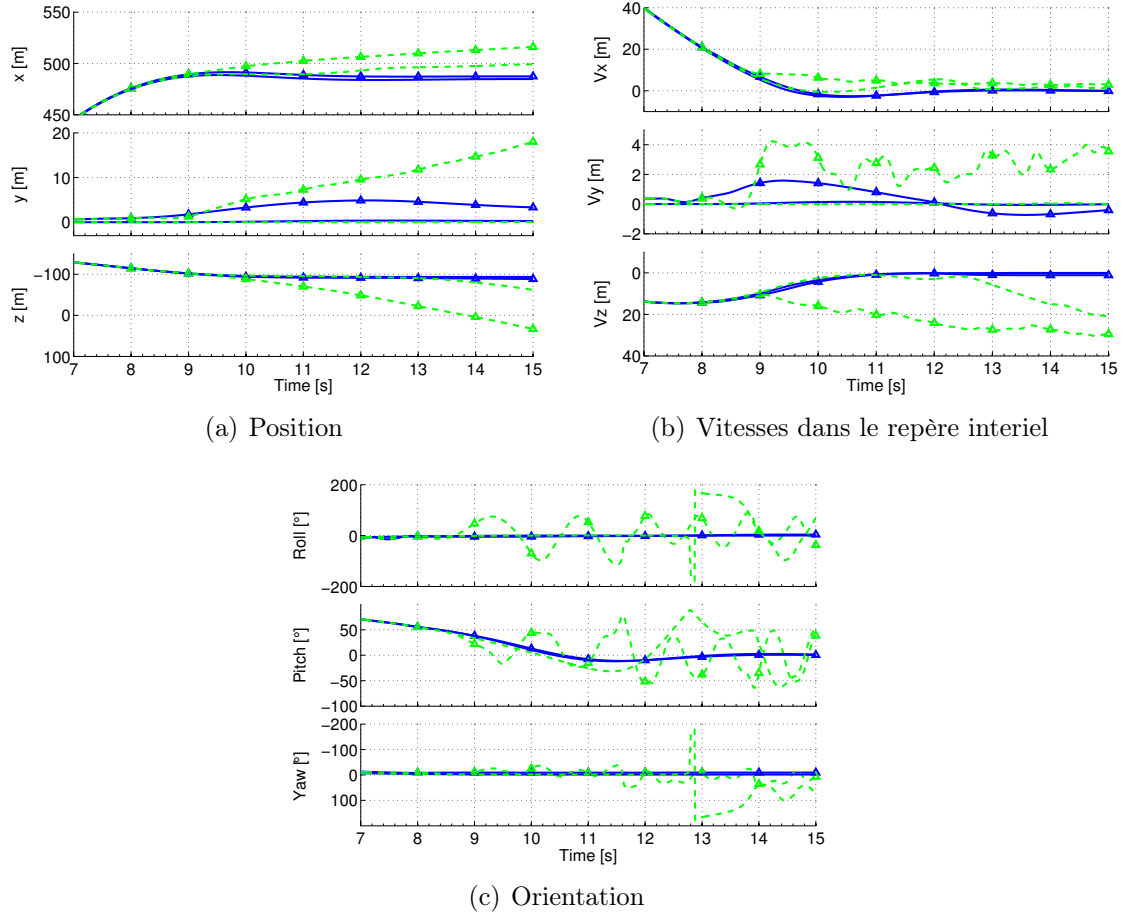 550
500
450
x [m]
20
10
0
y [m]
−100
0
100
z [m]
7 8 9 10 11 12 13 14 15
Time [s]
(a) Position
40
20
0
Vx [m]
4
2
0
−2
Vy [m]
0
20
40
Vz [m]
7 8 9 10 11 12 13 14 15
Time [s]
(b) Vitesses dans le repère interiel
200
0
−200
Roll [°]
50
0
−50
−100
Pitch [°]
−200
−100
0
100
Yaw [°]
7 8 9 10 11 12 13 14 15
Time [s]
(c) Orientation